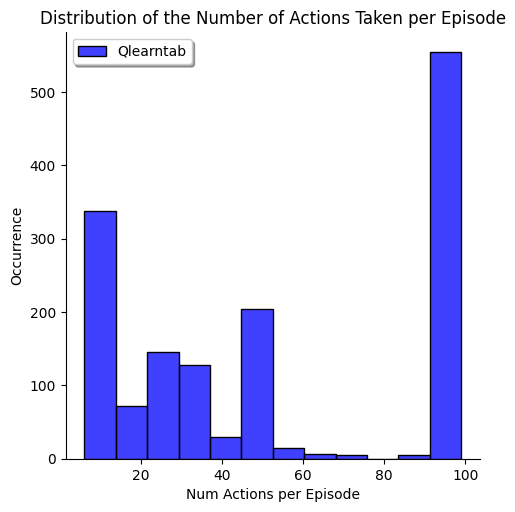 Distribution of the Number of Actions Taken per Episode
Qlearntab
500
400
300
200
100
0
Occurrence
20 40 60 80 100
Num Actions per Episode